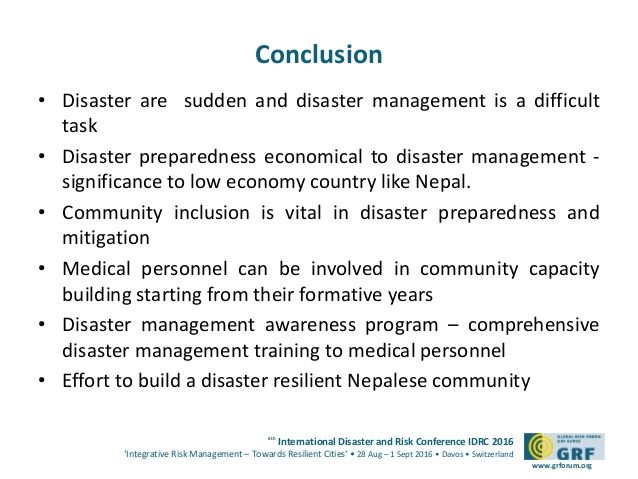 Conclusion
• Disaster are sudden and disaster management is a difficult
task
• Disaster preparedness economical to disaster management -
significance to low economy country like Nepal.
• Community inclusion is vital in disaster preparedness and
mitigation
• Medical personnel can be involved in community capacity
building starting from their formative years
• Disaster management awareness program – comprehensive
disaster management training to medical personnel
• Effort to build a disaster resilient Nepalese community
6th International Disaster and Risk Conference IDRC 2016
‘Integrative Risk Management – Towards Resilient Cities’ • 28 Aug – 1 Sept 2016 • Davos • Switzerland
GLOBAL RISK FORUM
GRF DAVOS
GRF
www.grforum.org